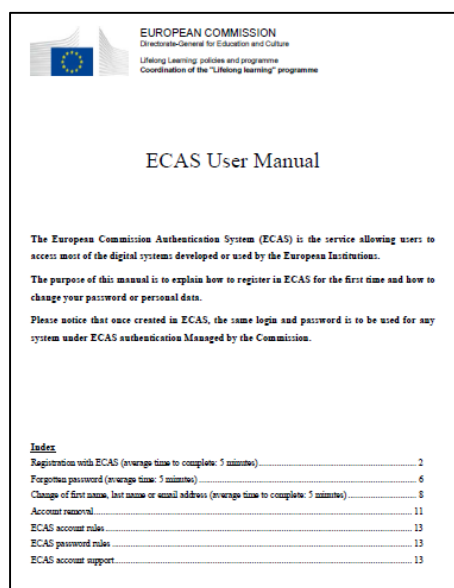 EUROPEAN COMMISSION
Directorate-General for Education and Culture
Lifelong Learning: policies and programme
Coordination of the "Lifelong learning" programme
ECAS User Manual
The European Commission Authentication System (ECAS) is the service allowing users to
access most of the digital systems developed or used by the European Institutions.
The purpose of this manual is to explain how to register in ECAS for the first time and how to
change your password or personal data.
Please notice that once created in ECAS, the same login and password is to be used for any
system under ECAS authentication Managed by the Commission.
Index
Registration with ECAS (average time to complete: 5 minutes) 2
Forgotten password (average time: 5 minutes) 6
Change of first name, last name or email address (average time to complete: 5 minutes) 8
Account removal 11
ECAS account rules 13
ECAS password rules 13
ECAS account support 13